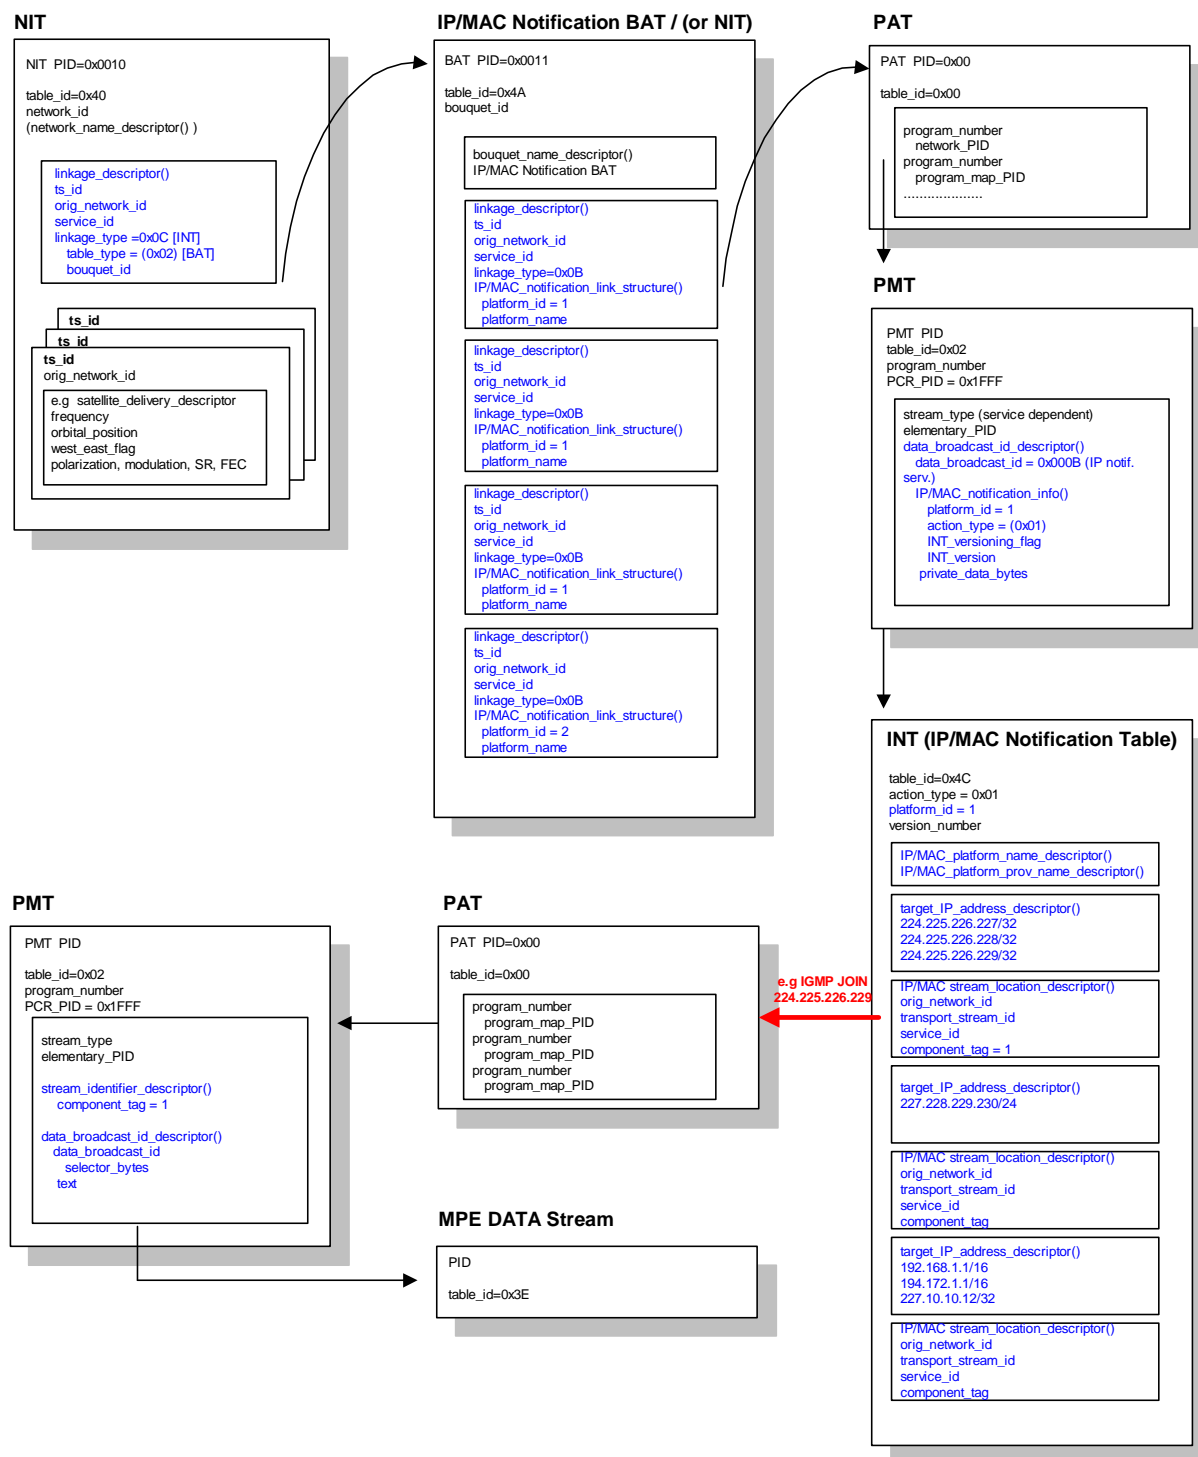 NIT
NIT PID=0x0010
table_id=0x40
network_id
(network_name_descriptor() )
linkage_descriptor()
ts_id
orig_network_id
service_id
linkage_type =0x0C [INT]
table_type = (0x02) [BAT]
bouquet_id
ts_id
ts_id
ts_id
orig_network_id
e.g satellite_delivery_descriptor
frequency
orbital_position
west_east_flag
polarization, modulation, SR, FEC
IP/MAC Notification BAT / (or NIT)
BAT PID=0x0011
table_id=0x4A
bouquet_id
bouquet_name_descriptor()
IP/MAC Notification BAT
linkage_descriptor()
ts_id
orig_network_id
service_id
linkage_type=0x0B
IP/MAC_notification_link_structure()
platform_id = 1
platform_name
linkage_descriptor()
ts_id
orig_network_id
service_id
linkage_type=0x0B
IP/MAC_notification_link_structure()
platform_id = 1
platform_name
linkage_descriptor()
ts_id
orig_network_id
service_id
linkage_type=0x0B
IP/MAC_notification_link_structure()
platform_id = 1
platform_name
linkage_descriptor()
ts_id
orig_network_id
service_id
linkage_type=0x0B
IP/MAC_notification_link_structure()
platform_id = 2
platform_name
PAT
PAT PID=0x00
table_id=0x00
program_number
network_PID
program_number
program_map_PID
.....................
PMT
PMT PID
table_id=0x02
program_number
PCR_PID = 0x1FFF
stream_type (service dependent)
elementary_PID
data_broadcast_id_descriptor()
data_broadcast_id = 0x000B (IP notif.
serv.)
IP/MAC_notification_info()
platform_id = 1
action_type = (0x01)
INT_versioning_flag
INT_version
private_data_bytes
INT (IP/MAC Notification Table)
table_id=0x4C
action_type = 0x01
platform_id = 1
version_number
IP/MAC_platform_name_descriptor()
IP/MAC_platform_prov_name_descriptor()
target_IP_address_descriptor()
224.225.226.227/32
224.225.226.228/32
224.225.226.229/32
IP/MAC stream_location_descriptor()
orig_network_id
transport_stream_id
service_id
component_tag = 1
target_IP_address_descriptor()
227.228.229.230/24
IP/MAC stream_location_descriptor()
orig_network_id
transport_stream_id
service_id
component_tag
target_IP_address_descriptor()
192.168.1.1/16
194.172.1.1/16
227.10.10.12/32
IP/MAC stream_location_descriptor()
orig_network_id
transport_stream_id
service_id
component_tag
e.g IGMP JOIN
224.225.226.229
PAT
PAT PID=0x00
table_id=0x00
program_number
program_map_PID
program_number
program_map_PID
program_number
program_map_PID
PMT
PMT PID
table_id=0x02
program_number
PCR_PID = 0x1FFF
stream_type
elementary_PID
stream_identifier_descriptor()
component_tag = 1
data_broadcast_id_descriptor()
data_broadcast_id
selector_bytes
text
MPE DATA Stream
PID
table_id=0x3E